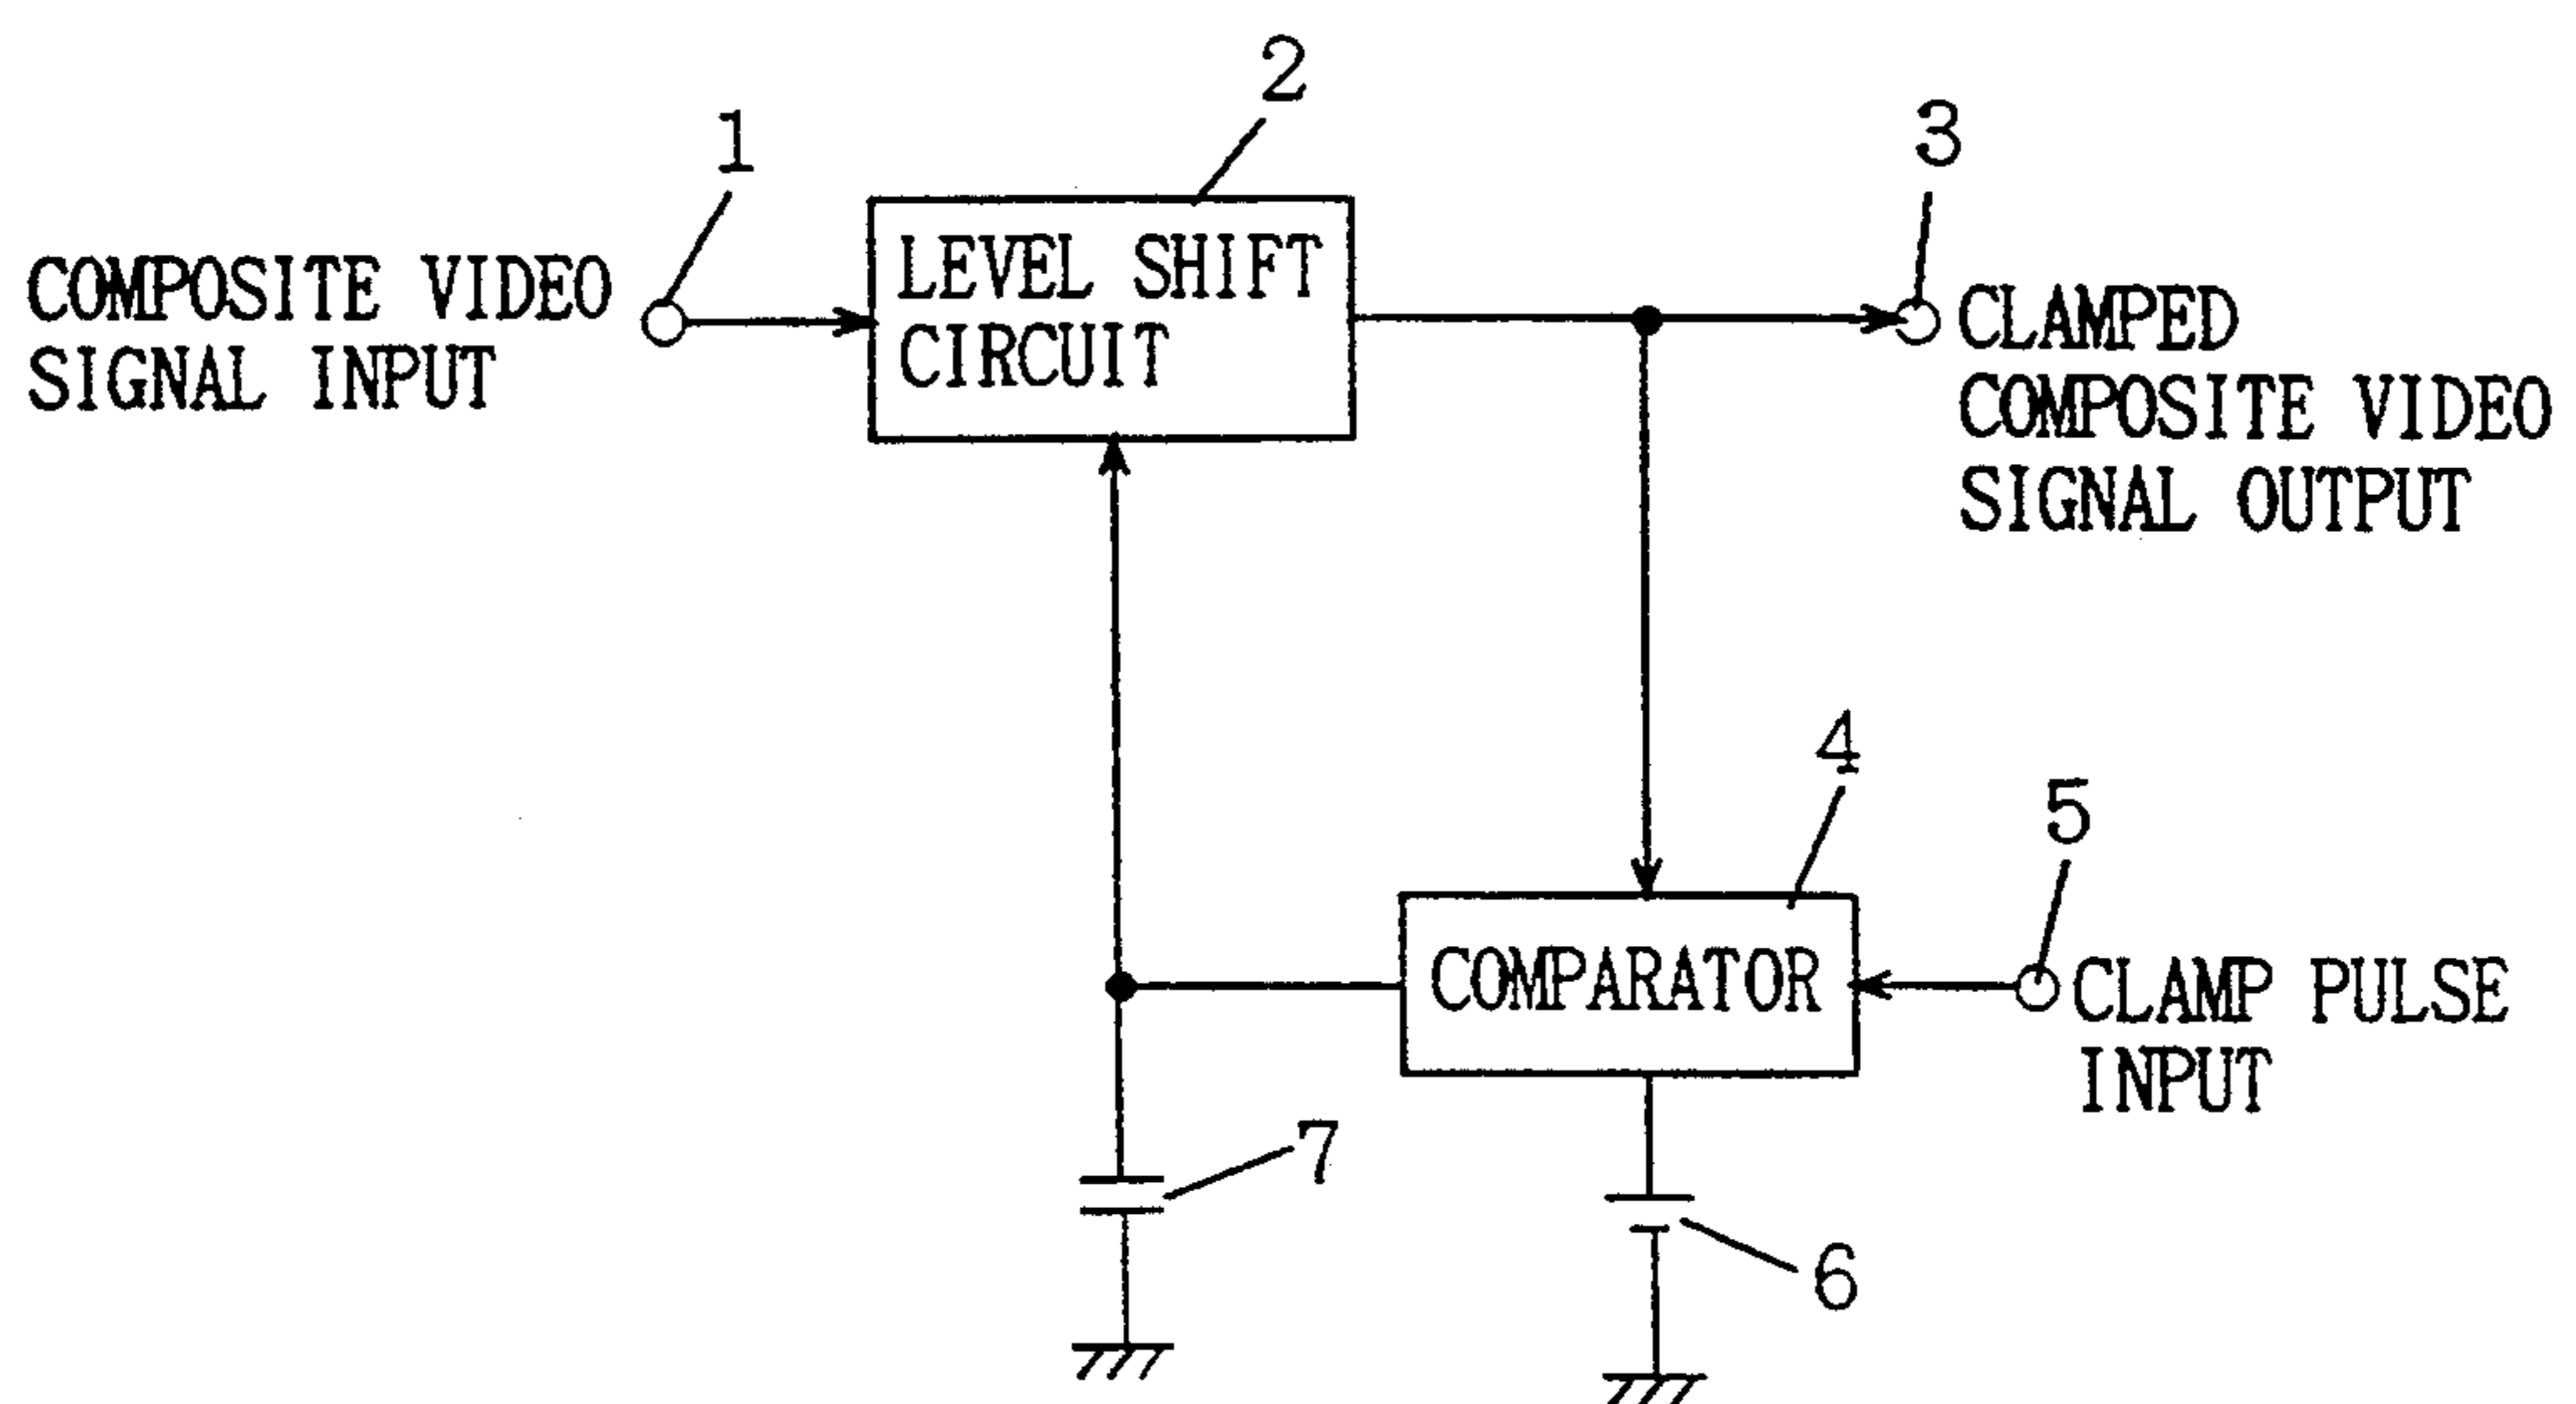 2
1
3
COMPOSITE VIDEO
SIGNAL INPUT
LEVEL SHIFT
CIRCUIT
CLAMPED
COMPOSITE VIDEO
SIGNAL OUTPUT
4
5
COMPARATOR
CLAMP PULSE
INPUT
7
6